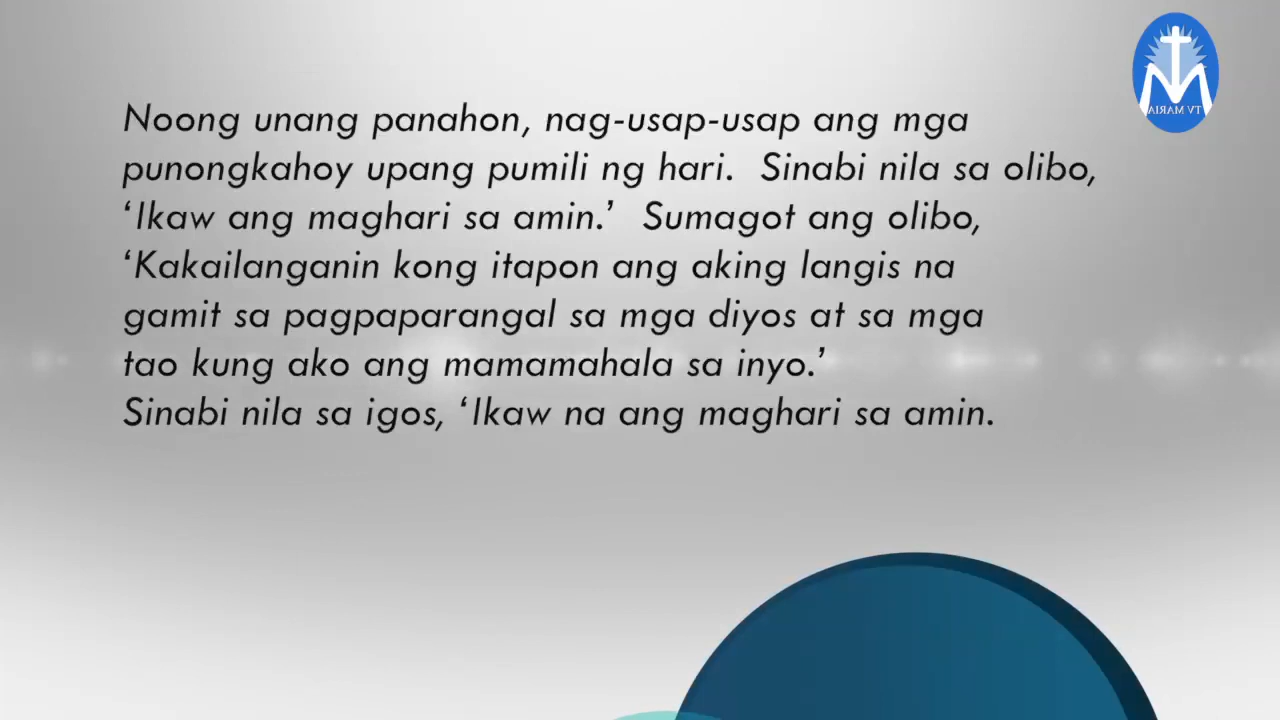 Noong unang panahon, nag-usap-usap ang mga
punongkahoy upang pumili ng hari.  Sinabi nila sa olibo,
‘Ikaw ang maghari sa amin.’  Sumagot ang olibo,
‘Kakailanganin kong itapon ang aking langis na
gamit sa pagpaparangal sa mga diyos at sa mga
tao kung ako ang mamamahala sa inyo.’
Sinabi nila sa igos, ‘Ikaw na ang maghari sa amin.
TV MARIA